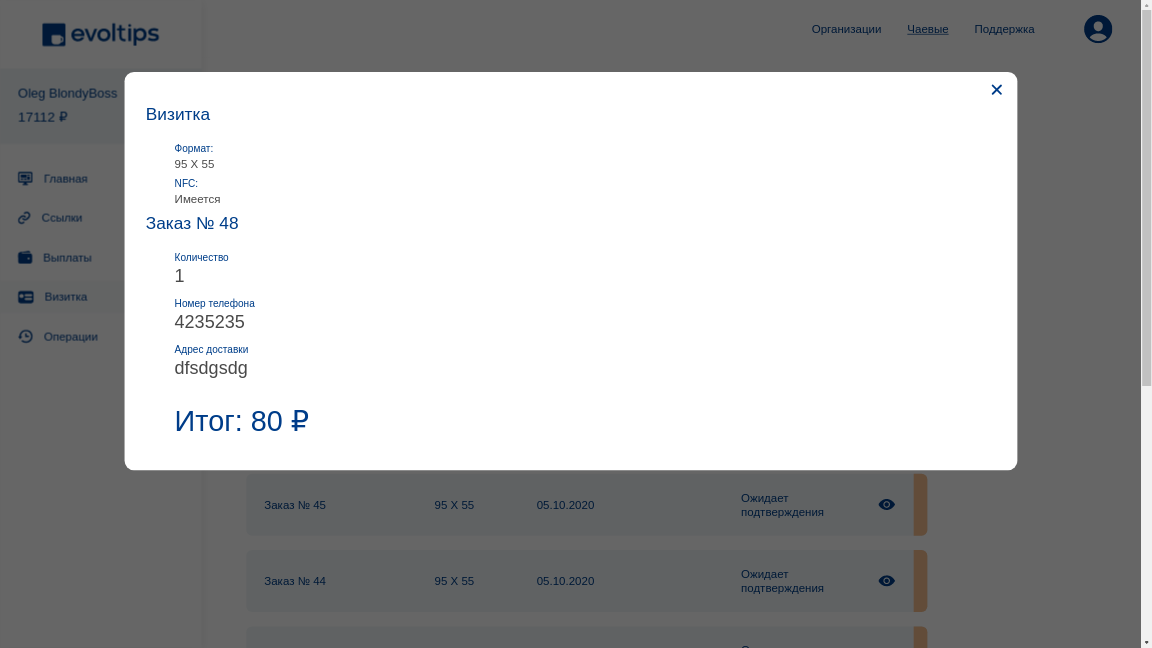 evoltips
Организации Чаевые Поддержка
Oleg BlondyBoss
17112 ₽
Главная
Ссылки
Выплаты
Визитка
Операции
Визитка
Формат:
95 X 55
NFC:
Имеется
Заказ № 48
Количество
1
Номер телефона
4235235
Адрес доставки
dfsdgsdg
Итог: 80 ₽
Заказ № 45 95 X 55 05.10.2020 Ожидает
подтверждения
Заказ № 44 95 X 55 05.10.2020 Ожидает
подтверждения